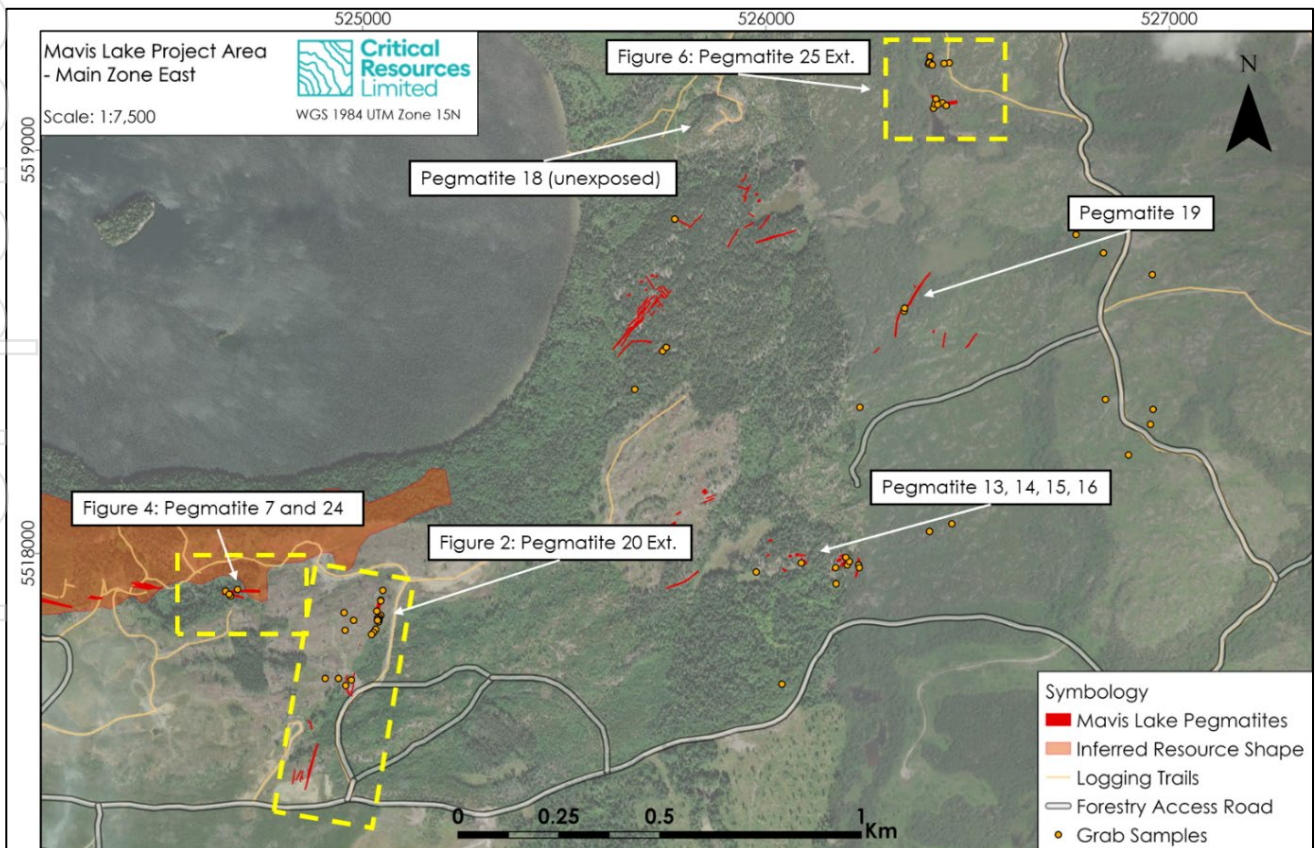 525000
526000
527000
Mavis Lake Project Area
- Main Zone East
Scale: 1:7,500
Critical
Resources
Limited
WGS 1984 UTM Zone 15N
Figure 6: Pegmatite 25 Ext.
N
5519000
Pegmatite 18 (unexposed)
Pegmatite 19
Figure 4: Pegmatite 7 and 24
Pegmatite 13, 14, 15, 16
5518000
Figure 2: Pegmatite 20 Ext.
Symbology
Mavis Lake Pegmatites
Inferred Resource Shape
Logging Trails
Forestry Access Road
Grab Samples
0 0.25 0.5 1
Km